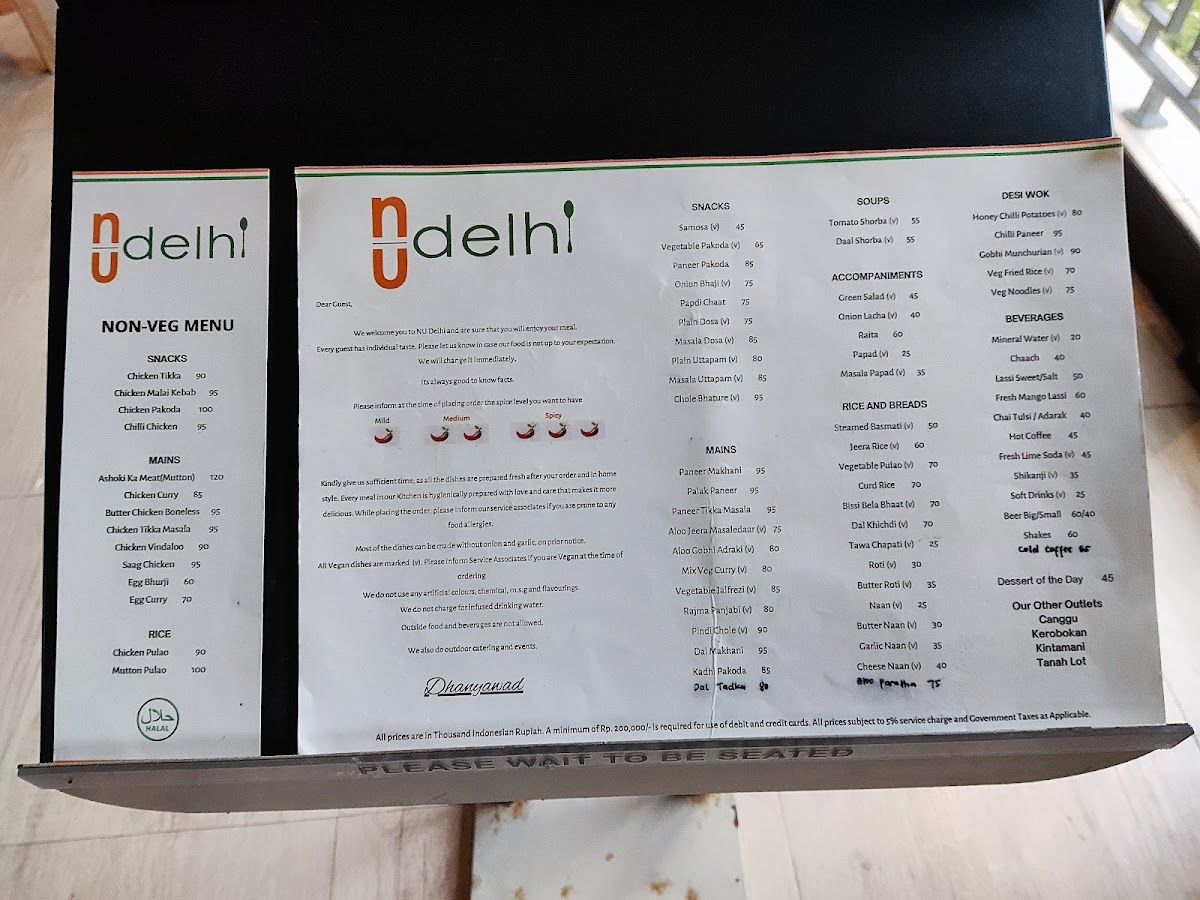 nu delhi
NON-VEG MENU
SNACKS
Chicken Tikka 90
Chicken Malai Kebab 95
Chicken Pakoda 100
Chilli Chicken 95
MAINS
Ashoki Ka Meat(Mutton) 120
Chicken Curry 85
Butter Chicken Boneless 95
Chicken Tikka Masala 95
Chicken Vindaloo 90
Saag Chicken 95
Egg Bhurji 60
Egg Curry 70
RICE
Chicken Pulao 90
Mutton Pulao 100
حلال
HALAL
nu delhi
Dear Guest,
We welcome you to NU Delhi and are sure that you will enjoy your meal.
Every guest has individual taste. Please let us know in case our food is not up to your expectation.
We will change it immediately.
Its always good to know facts.
Please inform at the time of placing order the spice level you want to have
Mild Medium Spicy
Kindly give us sufficient time, as all the dishes are prepared fresh after your order and in home
style. Every meal in our Kitchen is hygienically prepared with love and care that makes it more
delicious. While placing the order, please inform our service associates if you are prone to any
food allergies.
Most of the dishes can be made without onion and garlic, on prior notice.
All Vegan dishes are marked (v). Please inform Service Associates if you are Vegan at the time of
ordering
We do not use any artificial colours, chemical, m.s.g and flavourings.
We do not charge for infused drinking water.
Outside food and beverages are not allowed.
We also do outdoor catering and events.
Dhanyawad
SNACKS
Samosa (v) 45
Vegetable Pakoda (v) 65
Paneer Pakoda 85
Onion Bhaji (v) 75
Papdi Chaat 75
Plain Dosa (v) 75
Masala Dosa (v) 85
Plain Uttapam (v) 80
Masala Uttapam (v) 85
Chole Bhature (v) 95
MAINS
Paneer Makhani 95
Palak Paneer 95
Paneer Tikka Masala 95
Aloo Jeera Masaledaar (v) 75
Aloo Gobhi Adraki (v) 80
Mix Veg Curry (v) 80
Vegetable Jalfrezi (v) 85
Rajma Panjabi (v) 80
Pindi Chole (v) 90
Dal Makhani 95
Kadhi Pakoda 85
Dal Tadka 80
SOUPS
Tomato Shorba (v) 55
Daal Shorba (v) 55
ACCOMPANIMENTS
Green Salad (v) 45
Onion Lacha (v) 40
Raita 60
Papad (v) 25
Masala Papad (v) 35
RICE AND BREADS
Steamed Basmati (v) 50
Jeera Rice (v) 60
Vegetable Pulao (v) 70
Curd Rice 70
Bissi Bela Bhaat (v) 70
Dal Khichdi (v) 70
Tawa Chapati (v) 25
Roti (v) 30
Butter Roti (v) 35
Naan (v) 25
Butter Naan (v) 30
Garlic Naan (v) 35
Cheese Naan (v) 40
Aloo Paratha 75
DESI WOK
Honey Chilli Potatoes (v) 80
Chilli Paneer 95
Gobhi Munchurian (v) 90
Veg Fried Rice (v) 70
Veg Noodles (v) 75
BEVERAGES
Mineral Water (v) 20
Chaach 40
Lassi Sweet/Salt 50
Fresh Mango Lassi 60
Chai Tulsi / Adarak 40
Hot Coffee 45
Fresh Lime Soda (v) 45
Shikanji (v) 35
Soft Drinks (v) 25
Beer Big/Small 60/40
Shakes 60
Cold Coffee
Dessert of the Day 45
Our Other Outlets
Canggu
Kerobokan
Kintamani
Tanah Lot
All prices are in Thousand Indonesian Rupiah. A minimum of Rp. 200,000/- is required for use of debit and credit cards. All prices subject to 5% service charge and Government Taxes as Applicable.
PLEASE WAIT TO BE SEATED